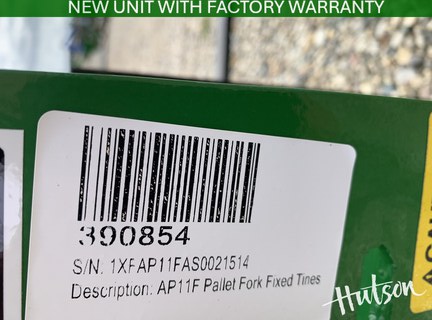 NEW UNIT WITH FACTORY WARRANTY
390854
S/N: 1XFAP11FAS0021514
Description: AP11F Pallet Fork Fixed Tines
Hutson